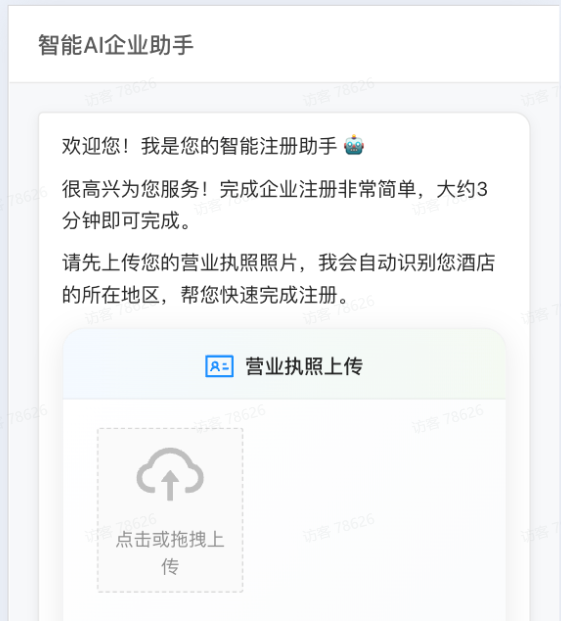 智能AI企业助手
欢迎您！我是您的智能注册助手 🤖
很高兴为您服务！完成企业注册非常简单，大约3
分钟即可完成。
请先上传您的营业执照照片，我会自动识别您酒店
的所在地区，帮您快速完成注册。
营业执照上传
点击或拖拽上
传
访客 78626